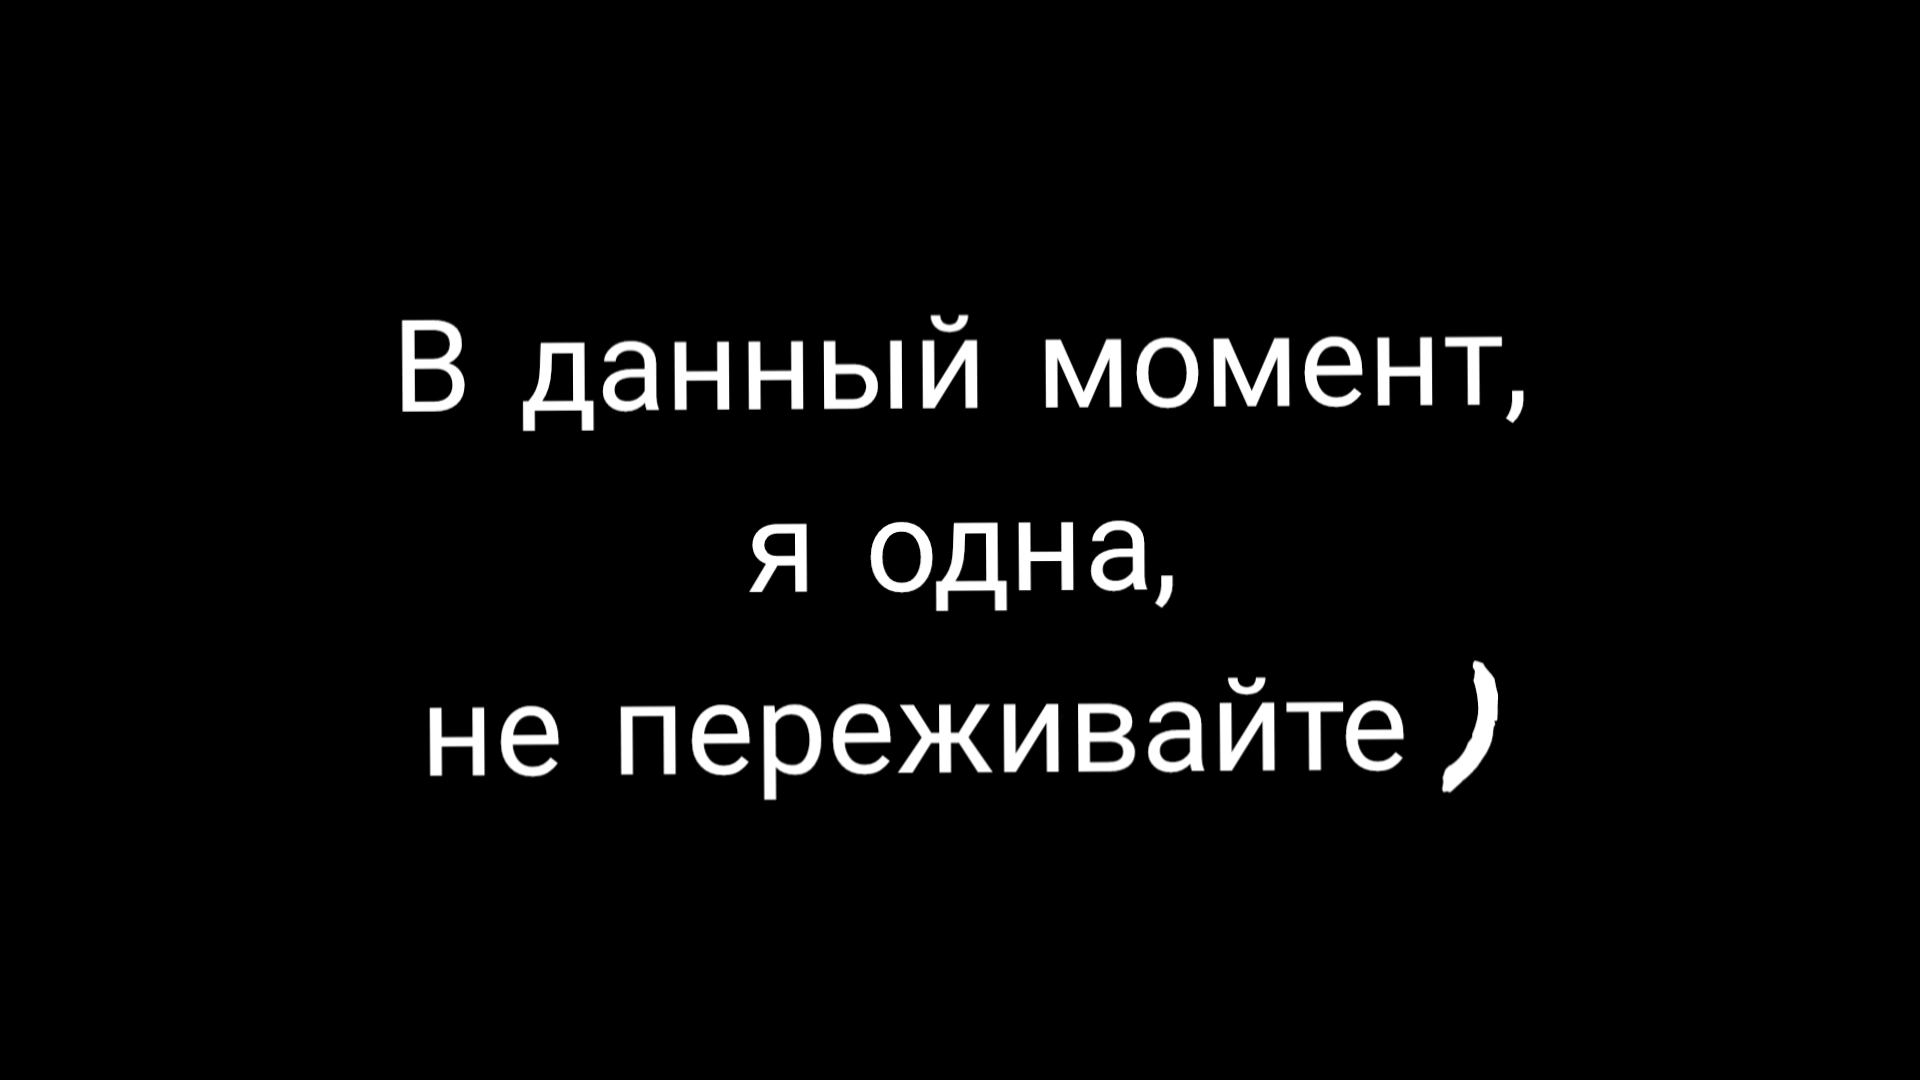 В данный момент,
я одна,
не переживайте )